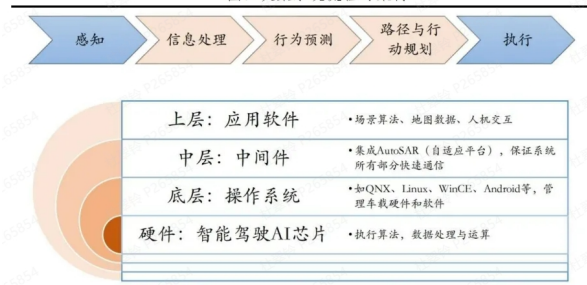 感知
信息处理
行为预测
路径与行
动规划
执行
上层：应用软件
•场景算法、地图数据、人机交互
中层：中间件
•集成AutoSAR（自适应平台），保证系统
所有部分快速通信
底层：操作系统
•如QNX、Linux、WinCE、Android等，管
理车载硬件和软件
硬件：智能驾驶AI芯片
•执行算法，数据处理与运算